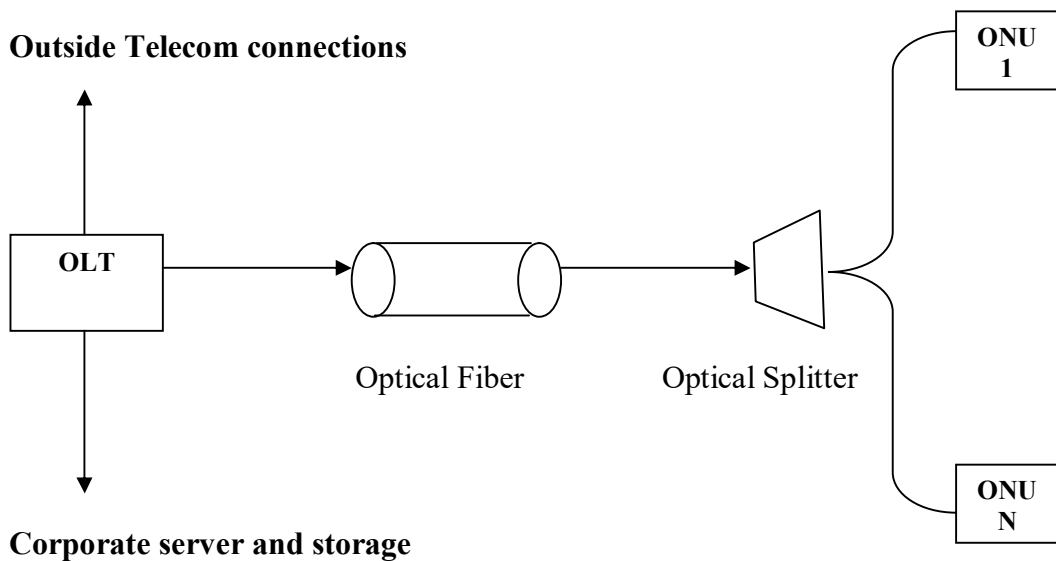 Outside Telecom connections
ONU
1
OLT
Optical Fiber
Optical Splitter
ONU
N
Corporate server and storage